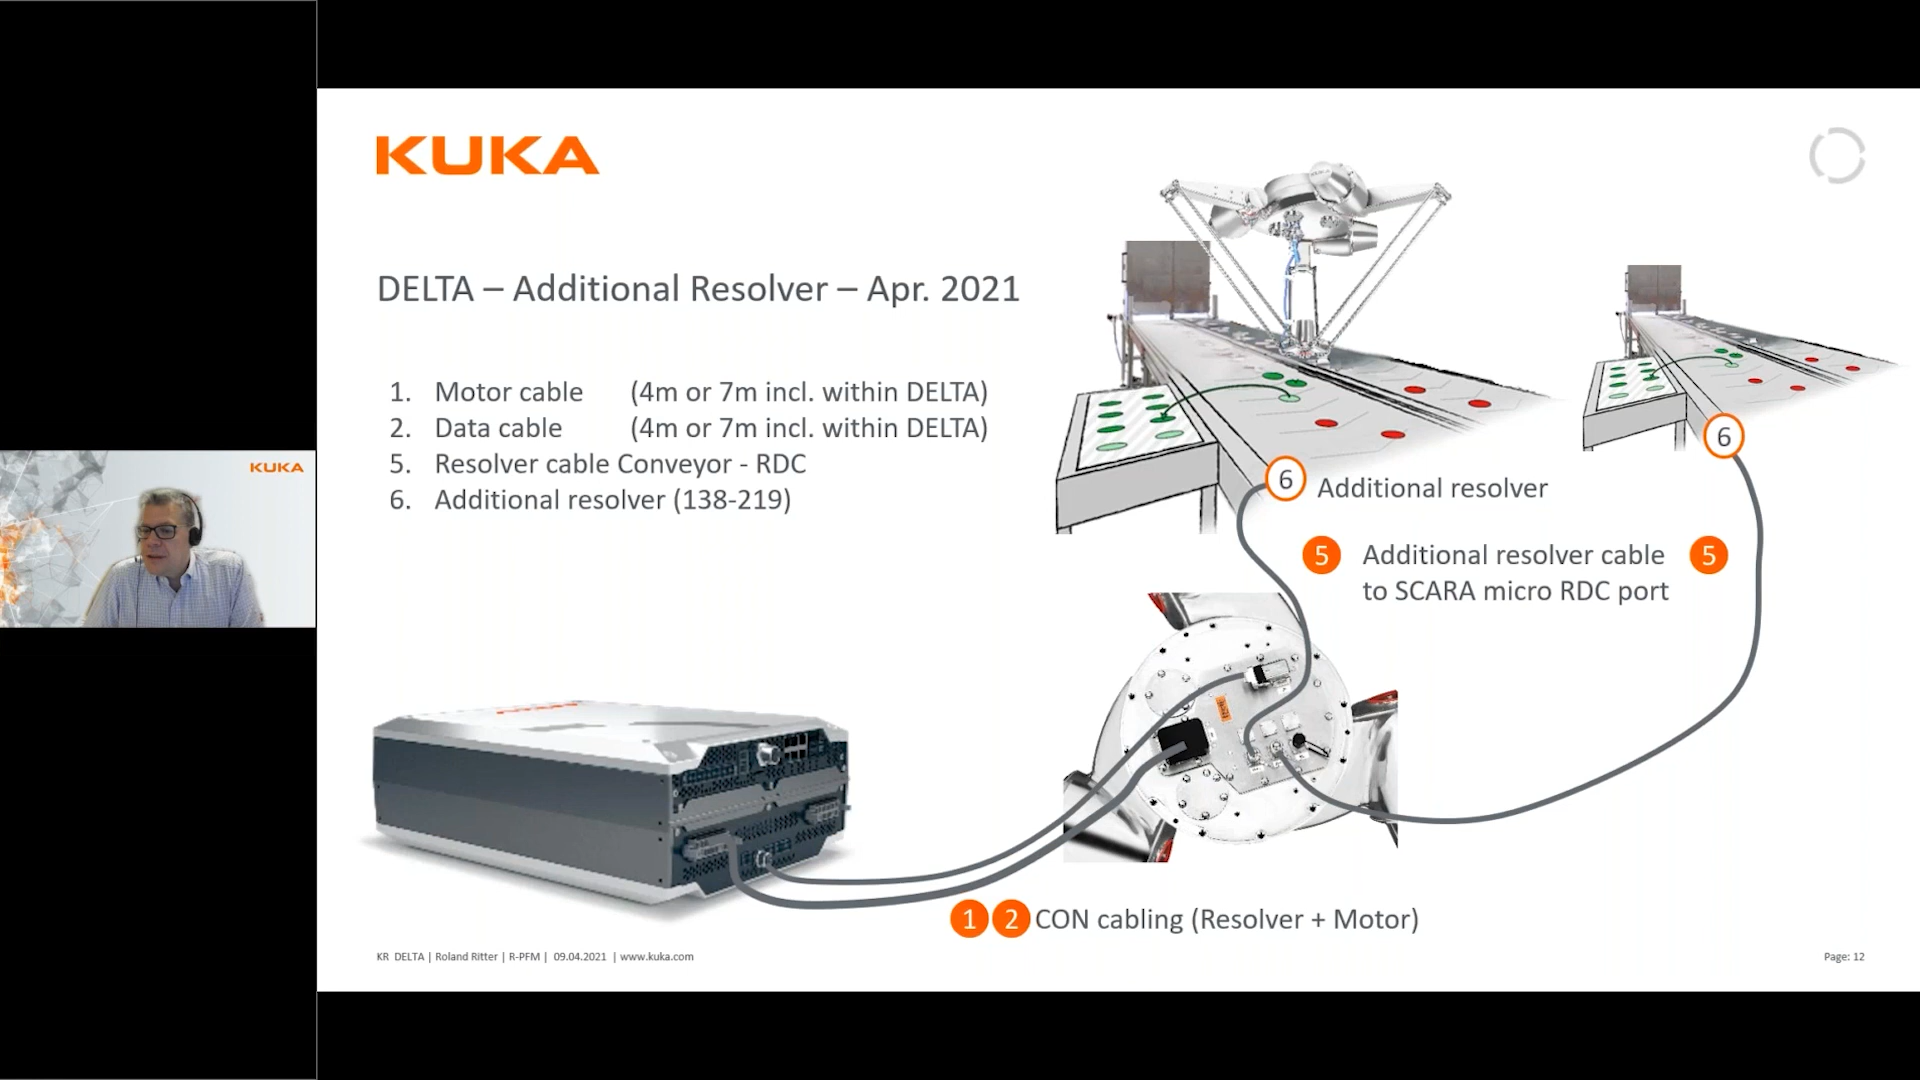 KUKA
KUKA
DELTA – Additional Resolver – Apr. 2021
1. Motor cable (4m or 7m incl. within DELTA)
2. Data cable (4m or 7m incl. within DELTA)
5. Resolver cable Conveyor - RDC
6. Additional resolver (138-219)
6
6 Additional resolver
5 Additional resolver cable 5
to SCARA micro RDC port
1 2 CON cabling (Resolver + Motor)
KR DELTA | Roland Ritter | R-PFM | 09.04.2021 | www.kuka.com
Page: 12